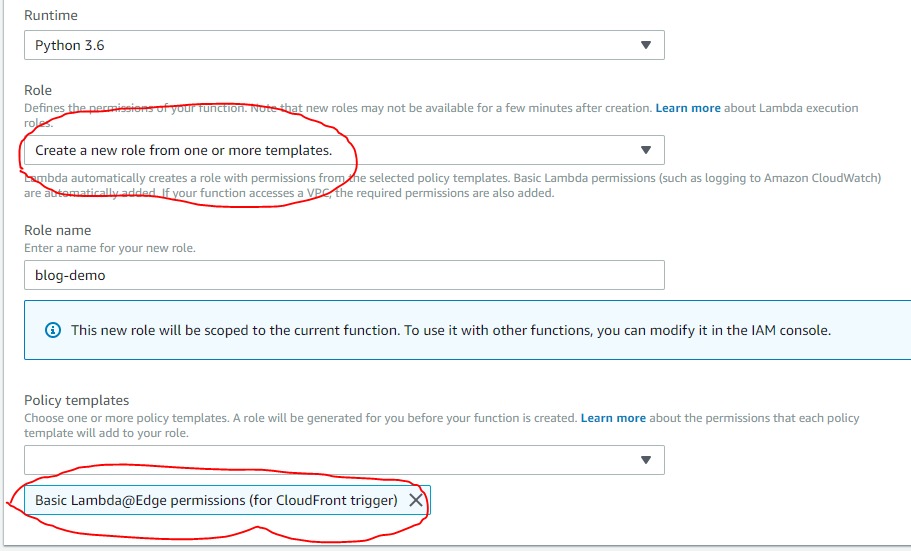 Runtime
Python 3.6
Role
Defines the permissions of your function. Note that new roles may not be available for a few minutes after creation. Learn more about Lambda execution
roles.
Create a new role from one or more templates.
Lambda automatically creates a role with permissions from the selected policy templates. Basic Lambda permissions (such as logging to Amazon CloudWatch)
are automatically added. If your function accesses a VPC, the required permissions are also added.
Role name
Enter a name for your new role.
blog-demo
This new role will be scoped to the current function. To use it with other functions, you can modify it in the IAM console.
Policy templates
Choose one or more policy templates. A role will be generated for you before your function is created. Learn more about the permissions that each policy
template will add to your role.
Basic Lambda@Edge permissions (for CloudFront trigger)